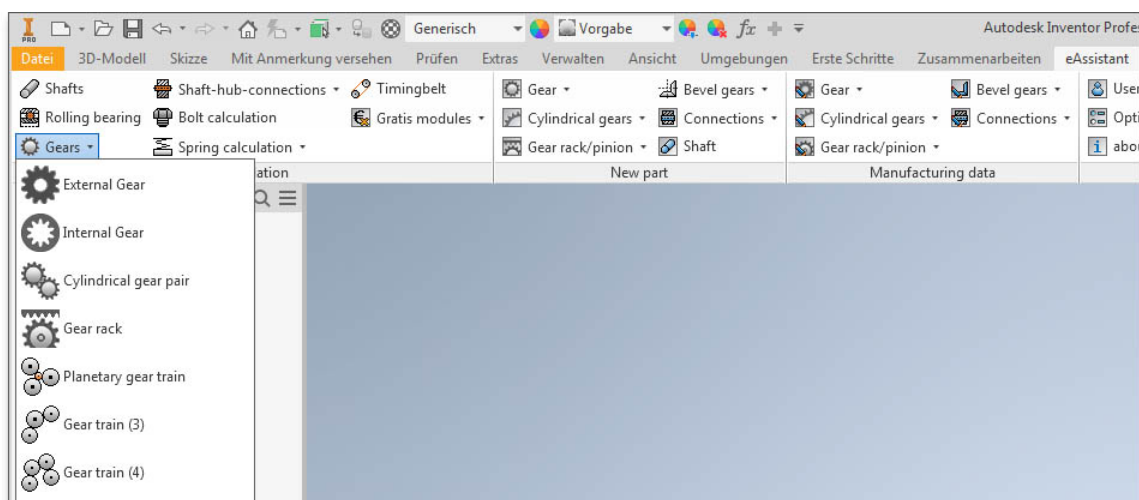 PRO Generisch Vorgabe fx Autodesk Inventor Profes
Datei 3D-Modell Skizze Mit Anmerkung versehen Prüfen Extras Verwalten Ansicht Umgebungen Erste Schritte Zusammenarbeiten eAssistant
Shafts Shaft-hub-connections Timingbelt Gear Bevel gears Gear Bevel gears User
Rolling bearing Bolt calculation Gratis modules Cylindrical gears Connections Cylindrical gears Connections Opti
Gears Spring calculation Gear rack/pinion Shaft Gear rack/pinion abou
ation New part Manufacturing data
External Gear
Internal Gear
Cylindrical gear pair
Gear rack
Planetary gear train
Gear train (3)
Gear train (4)